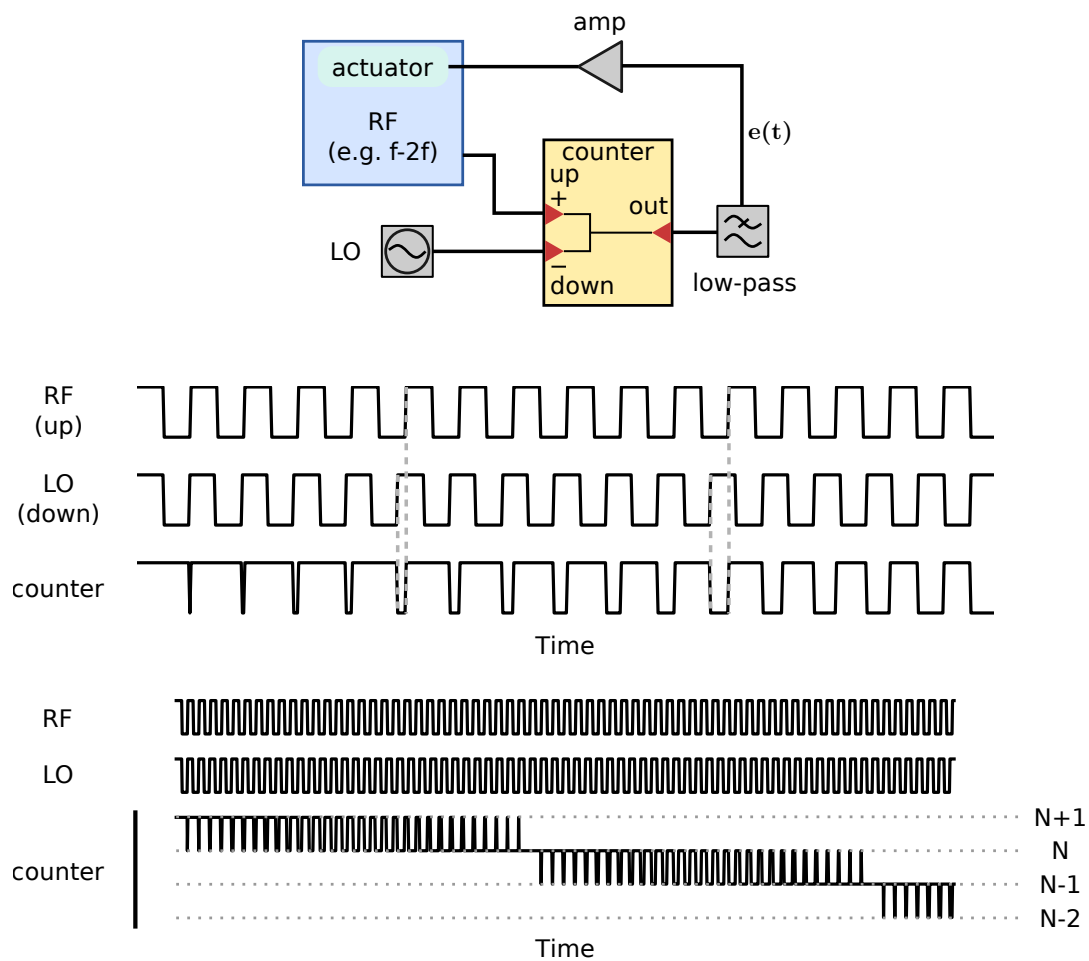 amp
actuator
RF
(e.g. f-2f)
e(t)
counter
up
+
out
LO
−
down
low-pass
RF
(up)
LO
(down)
counter
Time
RF
LO
counter
N+1
N
N-1
N-2
Time